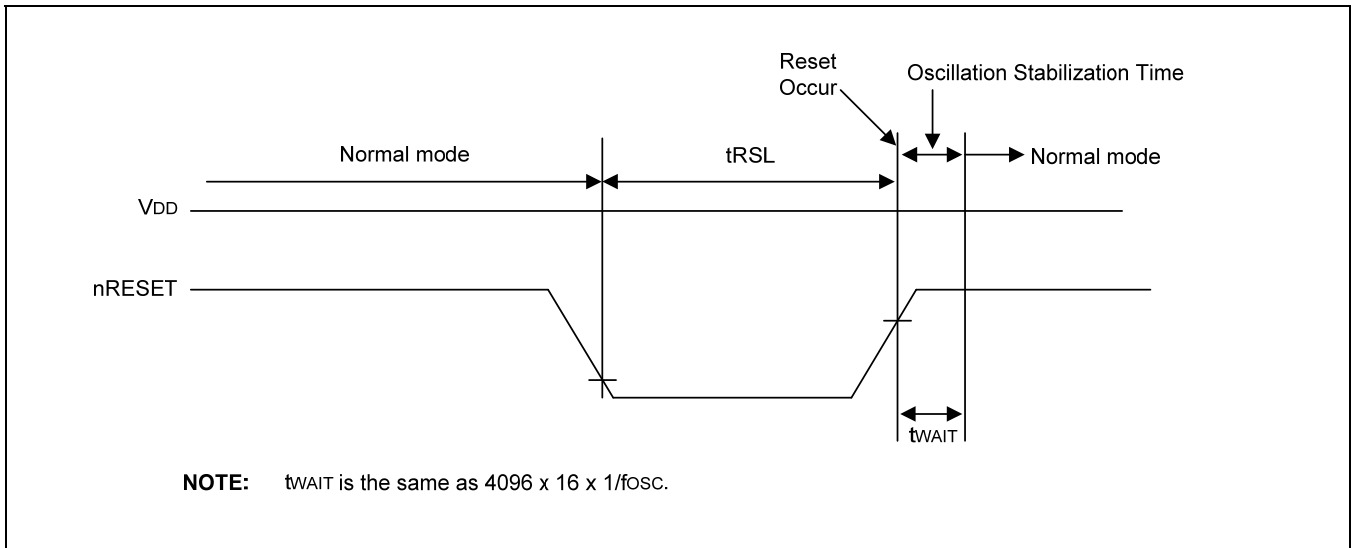 Reset
Occur
Oscillation Stabilization Time
Normal mode
tRSL
Normal mode
VDD
nRESET
tWAIT
NOTE: tWAIT is the same as 4096 x 16 x 1/fOSC.